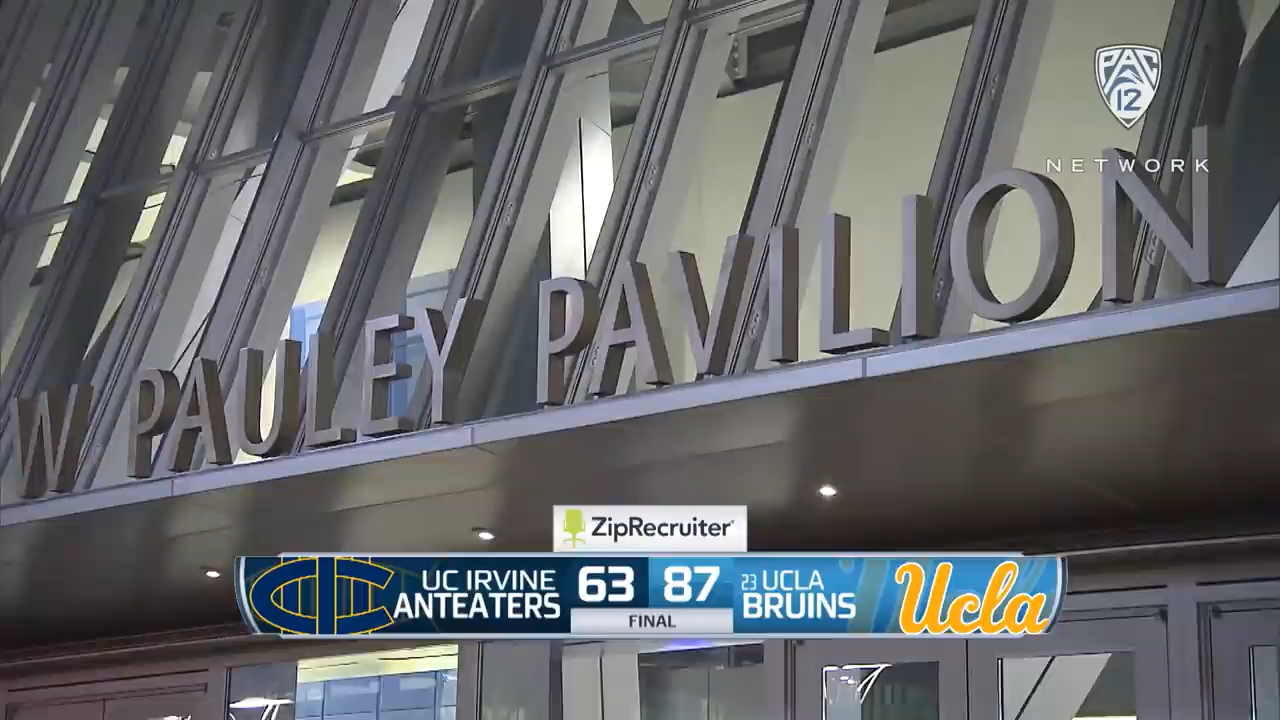 PAC
12
NETWORK
W PAULEY PAVILION
ZipRecruiter
UC IRVINE
ANTEATERS
63
87
23 UCLA
BRUINS
Ucla
FINAL